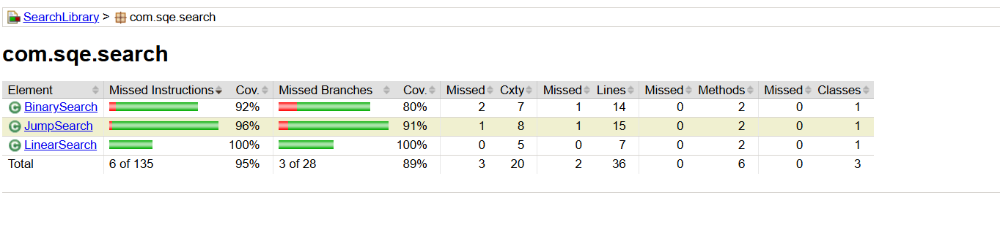 SearchLibrary > com.sqe.search
com.sqe.search
Element Missed Instructions Cov. Missed Branches Cov. Missed Cxty Missed Lines Missed Methods Missed Classes
BinarySearch 92% 80% 2 7 1 14 0 2 0 1
JumpSearch 96% 91% 1 8 1 15 0 2 0 1
LinearSearch 100% 100% 0 5 0 7 0 2 0 1
Total 6 of 135 95% 3 of 28 89% 3 20 2 36 0 6 0 3